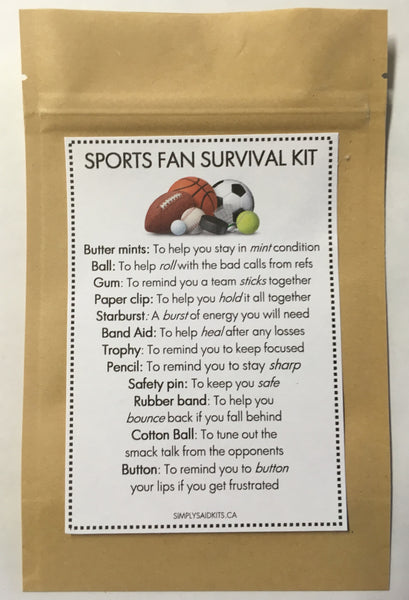 SPORTS FAN SURVIVAL KIT
Butter mints: To help you stay in mint condition
Ball: To help roll with the bad calls from refs
Gum: To remind you a team sticks together
Paper clip: To help you hold it all together
Starburst: A burst of energy you will need
Band Aid: To help heal after any losses
Trophy: To remind you to keep focused
Pencil: To remind you to stay sharp
Safety pin: To keep you safe
Rubber band: To help you
bounce back if you fall behind
Cotton Ball: To tune out the
smack talk from the opponents
Button: To remind you to button
your lips if you get frustrated
SIMPLYSAIDKITS.CA